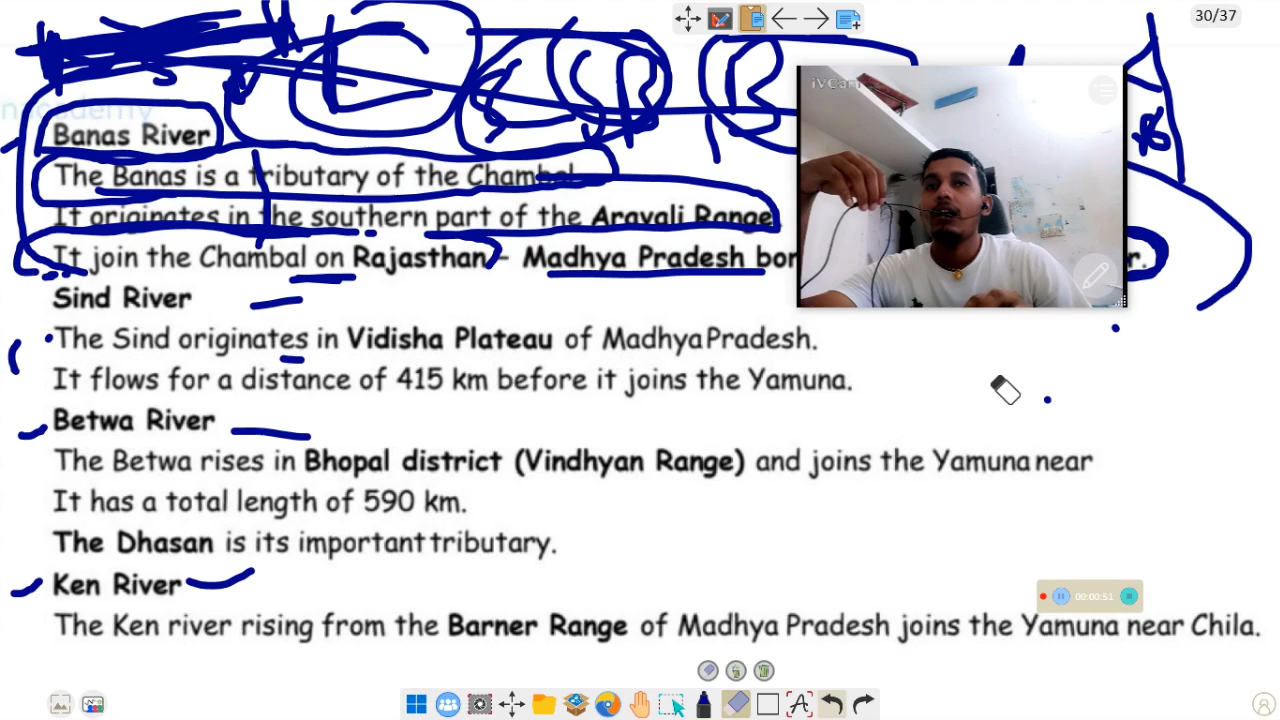 30/37
iVCam
Banas River
The Banas is a tributary of the Chambal
It originates in the southern part of the Aravali Range
It join the Chambal on Rajasthan - Madhya Pradesh bor r.
Sind River
The Sind originates in Vidisha Plateau of Madhya Pradesh.
It flows for a distance of 415 km before it joins the Yamuna.
Betwa River
The Betwa rises in Bhopal district (Vindhyan Range) and joins the Yamuna near
It has a total length of 590 km.
The Dhasan is its important tributary.
Ken River
00:00:51
The Ken river rising from the Barner Range of Madhya Pradesh joins the Yamuna near Chila.